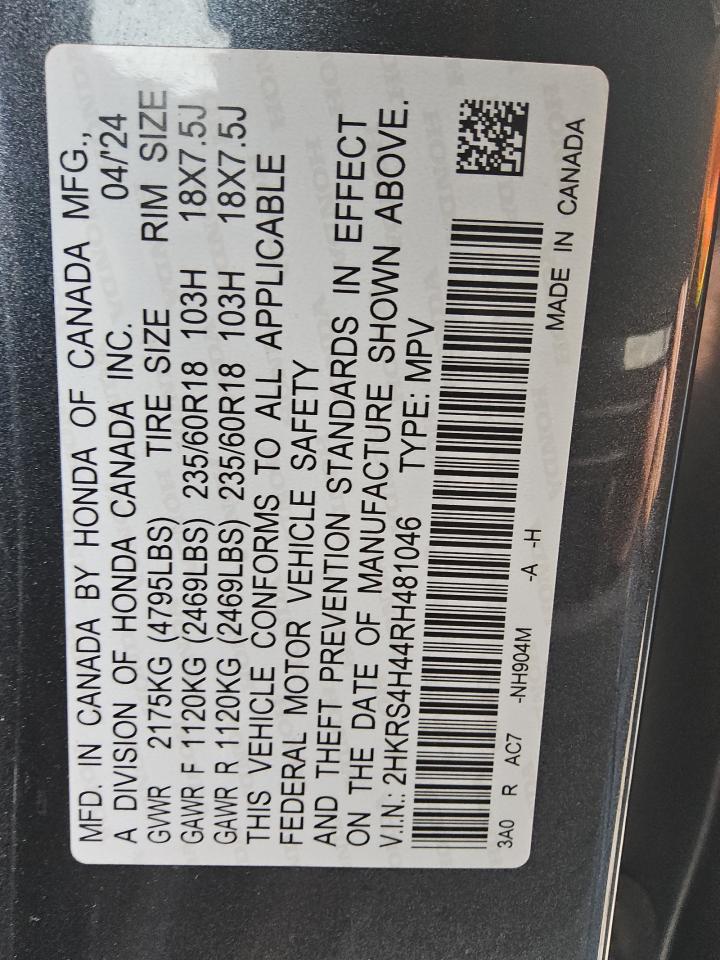 MFD. IN CANADA BY HONDA OF CANADA MFG.,
A DIVISION OF HONDA CANADA INC. 04/'24
GVWR 2175KG (4795LBS) TIRE SIZE RIM SIZE
GAWR F 1120KG (2469LBS) 235/60R18 103H 18X7.5J
GAWR R 1120KG (2469LBS) 235/60R18 103H 18X7.5J
THIS VEHICLE CONFORMS TO ALL APPLICABLE
FEDERAL MOTOR VEHICLE SAFETY
AND THEFT PREVENTION STANDARDS IN EFFECT
ON THE DATE OF MANUFACTURE SHOWN ABOVE.
V.I.N.: 2HKRS4H44RH481046 TYPE: MPV
3A0 R AC7 -NH904M -A -H MADE IN CANADA